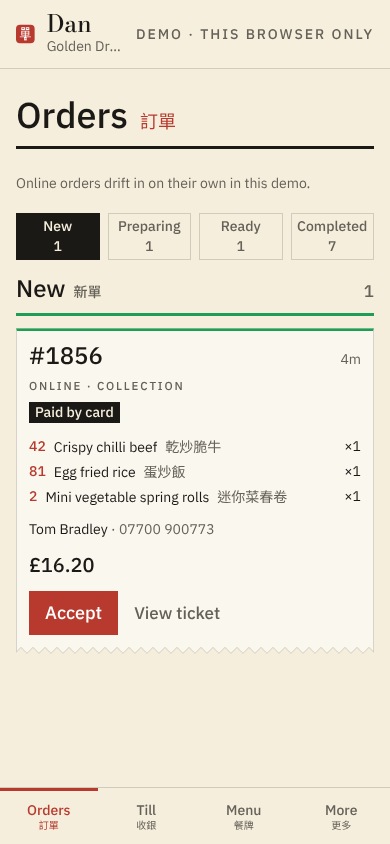 單
Dan
Golden Dr...
DEMO · THIS BROWSER ONLY
Orders 訂單
Online orders drift in on their own in this demo.
New
1
Preparing
1
Ready
1
Completed
7
New 新單 1
#1856 4m
ONLINE · COLLECTION
Paid by card
42 Crispy chilli beef 乾炒脆牛 ×1
81 Egg fried rice 蛋炒飯 ×1
2 Mini vegetable spring rolls 迷你菜春卷 ×1
Tom Bradley · 07700 900773
£16.20
Accept View ticket
Orders
訂單
Till
收銀
Menu
餐牌
More
更多